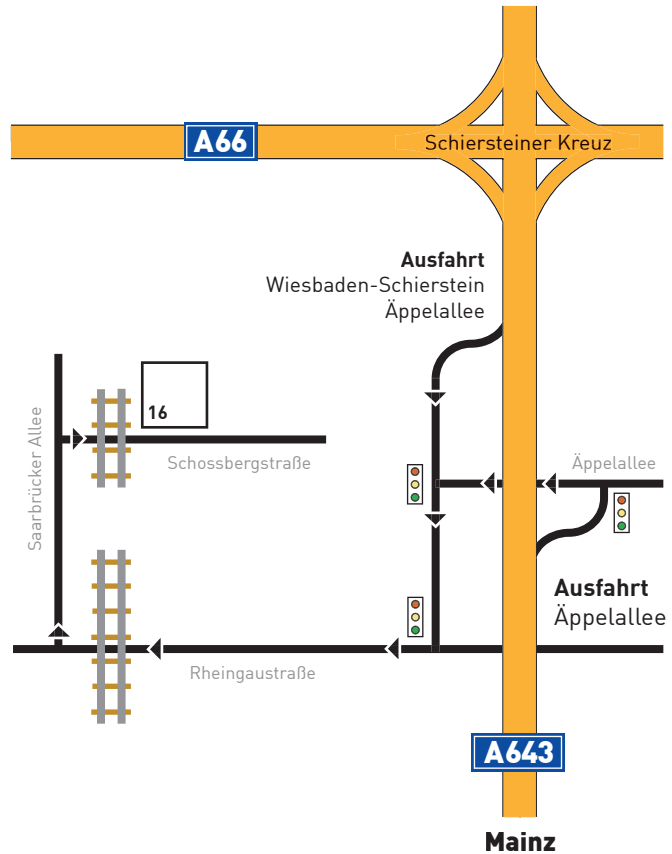 A66
Schiersteiner Kreuz
Ausfahrt
Wiesbaden-Schierstein
Äppelallee
16
Saarbrücker Allee
Schossbergstraße
Äppelallee
Ausfahrt
Äppelallee
Rheingaustraße
A643
Mainz